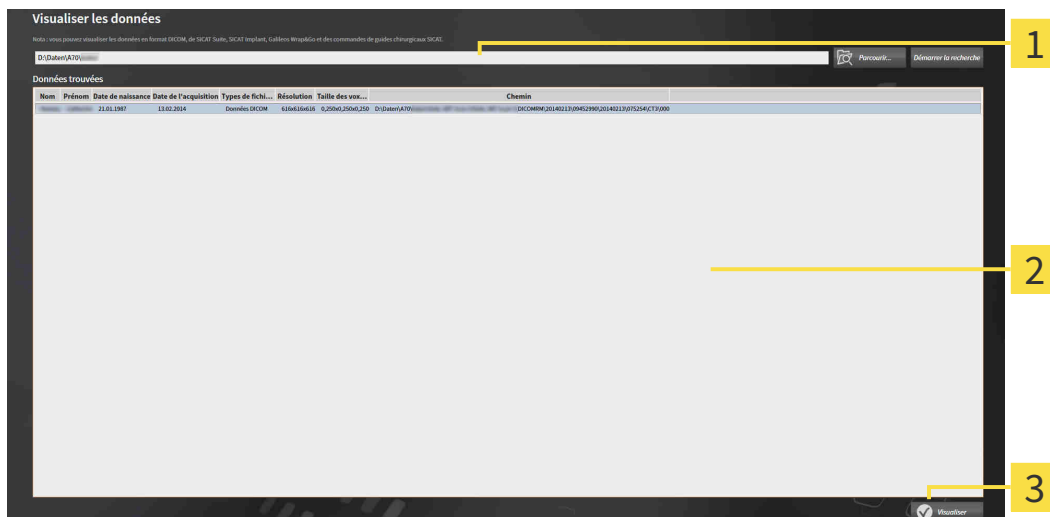 Visualiser les données
Nota : vous pouvez visualiser les données en format DICOM, de SICAT Suite, SICAT Implant, Galileos Wrap&Go et des commandes de guides chirurgicaux SICAT.
D:\Daten\A70\
Parcourir...
Démarrer la recherche
1
Données trouvées
Nom Prénom Date de naissance Date de l'acquisition Types de fichi... Résolution Taille des vox... Chemin
21.01.1987 13.02.2014 Données DICOM 616x616x616 0,250x0,250x0,250 D:\Daten\A70\ DICOMRM\20140213\09452990\20140213\075254\CT3\000
2
3
Visualiser